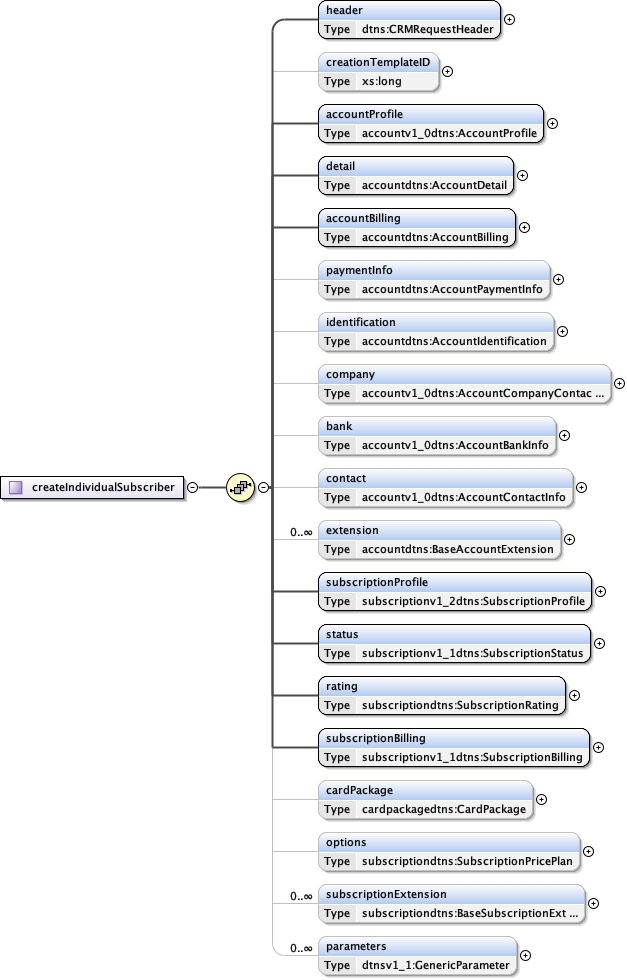 header
Type dtns:CRMRequestHeader
creationTemplateID
Type xs:long
accountProfile
Type accountv1_0dtns:AccountProfile
detail
Type accountdtns:AccountDetail
accountBilling
Type accountdtns:AccountBilling
paymentInfo
Type accountdtns:AccountPaymentInfo
identification
Type accountdtns:AccountIdentification
company
Type accountv1_0dtns:AccountCompanyContac ...
bank
Type accountv1_0dtns:AccountBankInfo
createIndividualSubscriber
contact
Type accountv1_0dtns:AccountContactInfo
0..∞
extension
Type accountdtns:BaseAccountExtension
subscriptionProfile
Type subscriptionv1_2dtns:SubscriptionProfile
status
Type subscriptionv1_1dtns:SubscriptionStatus
rating
Type subscriptiondtns:SubscriptionRating
subscriptionBilling
Type subscriptionv1_1dtns:SubscriptionBilling
cardPackage
Type cardpackagedtns:CardPackage
options
Type subscriptiondtns:SubscriptionPricePlan
0..∞
subscriptionExtension
Type subscriptiondtns:BaseSubscriptionExt ...
0..∞
parameters
Type dtnsv1_1:GenericParameter